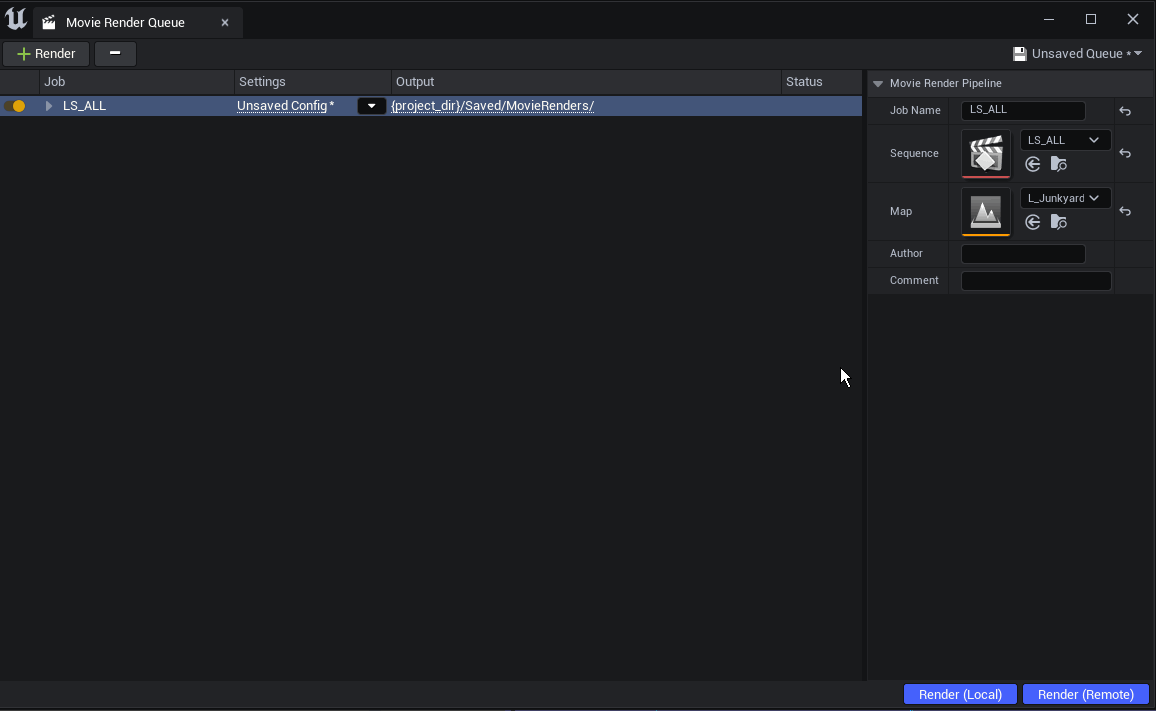 Movie Render Queue
Render
Unsaved Queue *
Job Settings Output Status
LS_ALL Unsaved Config* {project_dir}/Saved/MovieRenders/
Movie Render Pipeline
Job Name LS_ALL
Sequence LS_ALL
Map L_Junkyard
Author
Comment
Render (Local) Render (Remote)